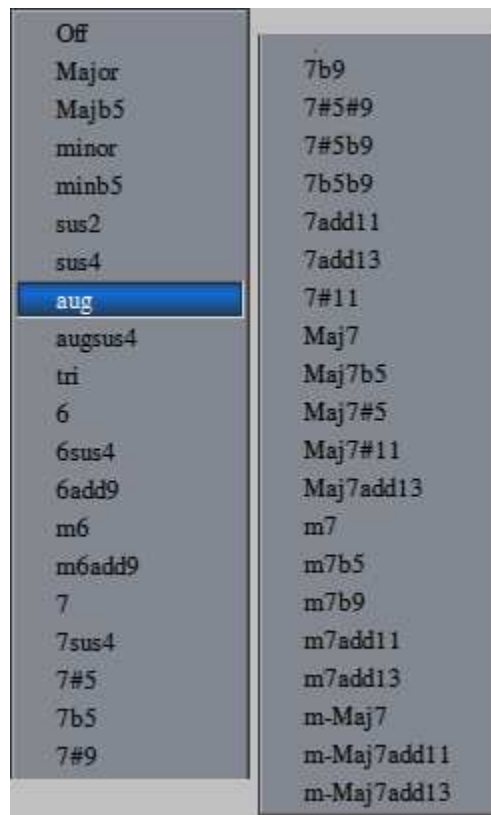 Off
Major
Majb5
minor
minb5
sus2
sus4
aug
augsus4
tri
6
6sus4
6add9
m6
m6add9
7
7sus4
7#5
7b5
7#9
7b9
7#5#9
7#5b9
7b5b9
7add11
7add13
7#11
Maj7
Maj7b5
Maj7#5
Maj7#11
Maj7add13
m7
m7b5
m7b9
m7add11
m7add13
m-Maj7
m-Maj7add11
m-Maj7add13